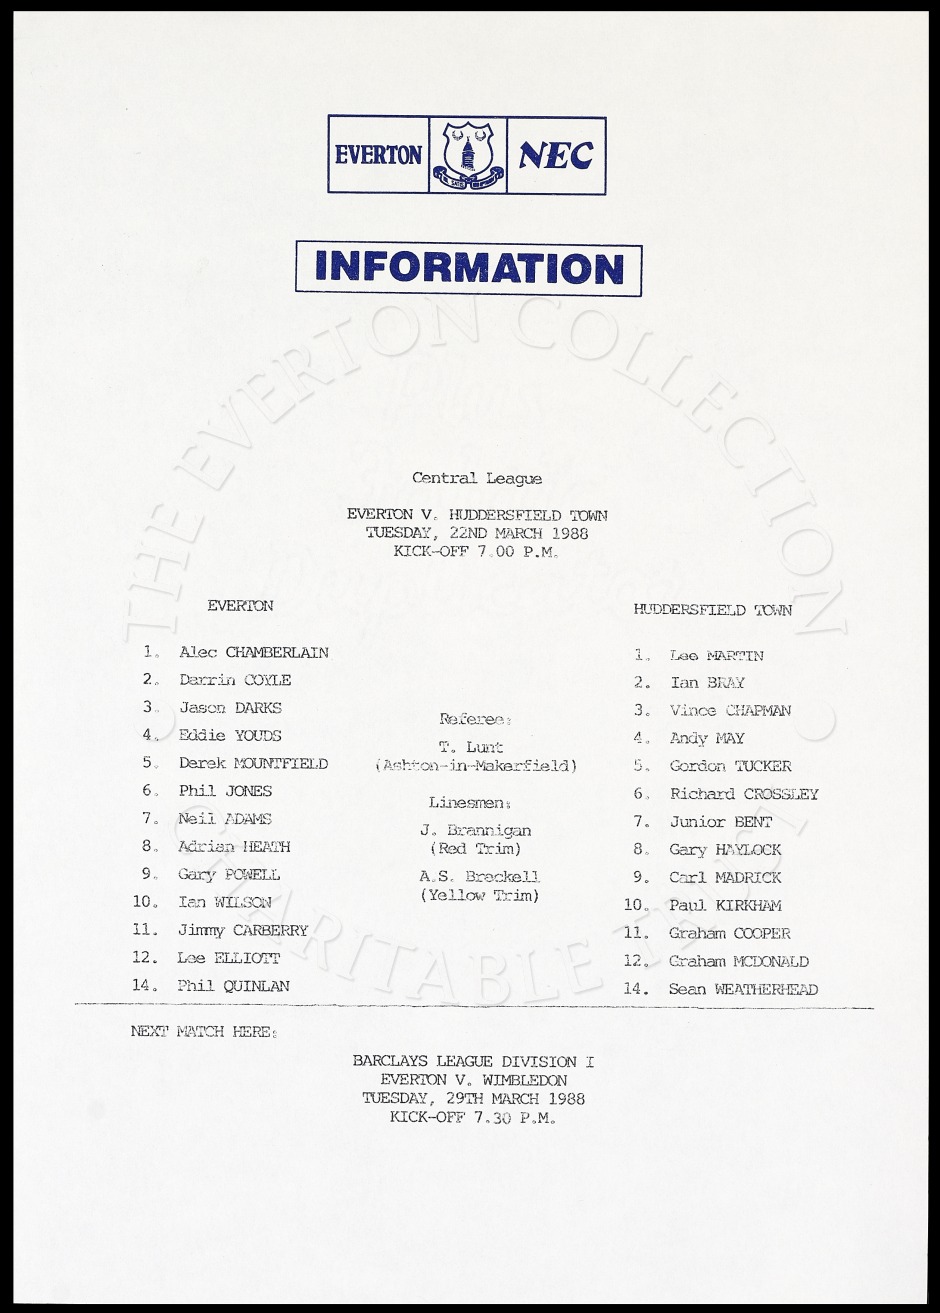 EVERTON NEC
INFORMATION
THE EVERTON COLLECTION
CHARITABLE TRUST
Central League
EVERTON V. HUDDERSFIELD TOWN
TUESDAY, 22ND MARCH 1988
KICK-OFF 7.00 P.M.
EVERTON
1. Alec CHAMBERLAIN
2. Darrin COYLE
3. Jason DARKS
4. Eddie YOUDS
5. Derek MOUNTFIELD
6. Phil JONES
7. Neil ADAMS
8. Adrian HEATH
9. Gary POWELL
10. Ian WILSON
11. Jimmy CARBERRY
12. Lee ELLIOTT
14. Phil QUINLAN
Referee:
T. Lunt
(Ashton-in-Makerfield)
Linesmen:
J. Brannigan
(Red Trim)
A.S. Breckell
(Yellow Trim)
HUDDERSFIELD TOWN
1. Lee MARTIN
2. Ian BRAY
3. Vince CHAPMAN
4. Andy MAY
5. Gordon TUCKER
6. Richard CROSSLEY
7. Junior BENT
8. Gary HAYLOCK
9. Carl MADRICK
10. Paul KIRKHAM
11. Graham COOPER
12. Graham MCDONALD
14. Sean WEATHERHEAD
NEXT MATCH HERE:
BARCLAYS LEAGUE DIVISION I
EVERTON V. WIMBLEDON
TUESDAY, 29TH MARCH 1988
KICK-OFF 7.30 P.M.